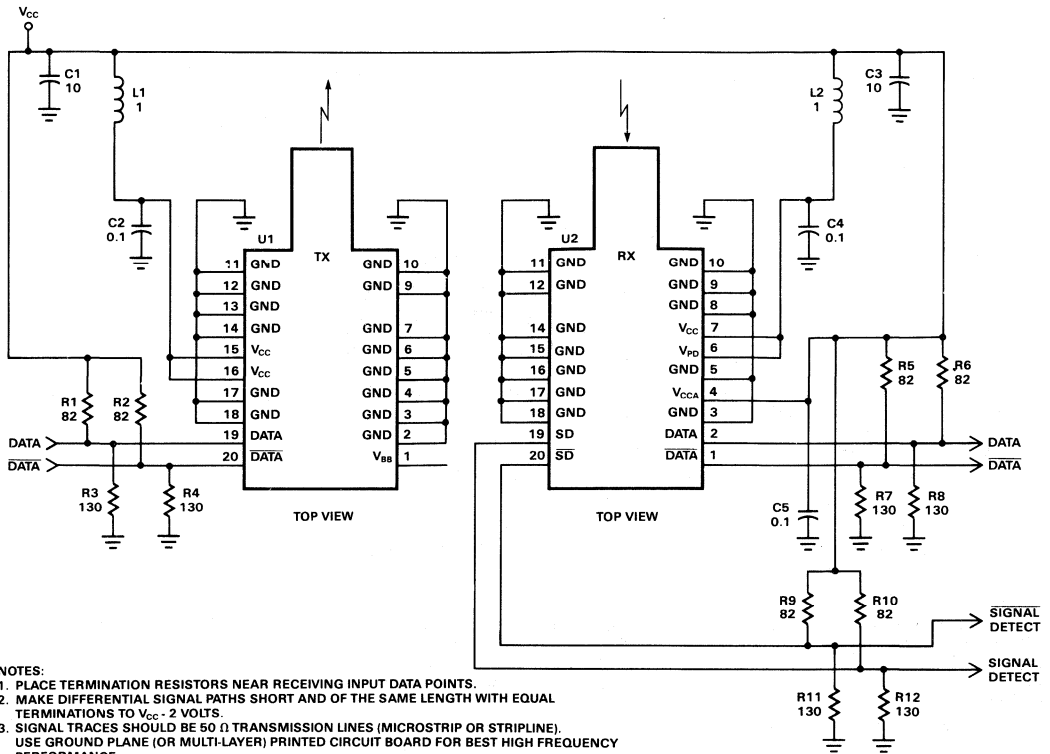 VCC
C1
10
L1
1
L2
1
C3
10
C2
0.1
C4
0.1
U1
TX
11 GND
12 GND
13 GND
14 GND
15 VCC
16 VCC
17 GND
18 GND
19 DATA
20 DATA
GND 10
GND 9
GND 7
GND 6
GND 5
GND 4
GND 3
GND 2
VBB 1
TOP VIEW
U2
RX
11 GND
12 GND
14 GND
15 GND
16 GND
17 GND
18 GND
19 SD
20 SD
GND 10
GND 9
GND 8
VCC 7
VPD 6
GND 5
VCCA 4
GND 3
DATA 2
DATA 1
TOP VIEW
R1
82
R2
82
DATA
DATA
R3
130
R4
130
R5
82
R6
82
DATA
DATA
C5
0.1
R7
130
R8
130
R9
82
R10
82
SIGNAL
DETECT
SIGNAL
DETECT
R11
130
R12
130
NOTES:
1. PLACE TERMINATION RESISTORS NEAR RECEIVING INPUT DATA POINTS.
2. MAKE DIFFERENTIAL SIGNAL PATHS SHORT AND OF THE SAME LENGTH WITH EQUAL
TERMINATIONS TO VCC - 2 VOLTS.
3. SIGNAL TRACES SHOULD BE 50 Ω TRANSMISSION LINES (MICROSTRIP OR STRIPLINE).
USE GROUND PLANE (OR MULTI-LAYER) PRINTED CIRCUIT BOARD FOR BEST HIGH FREQUENCY
PERFORMANCE